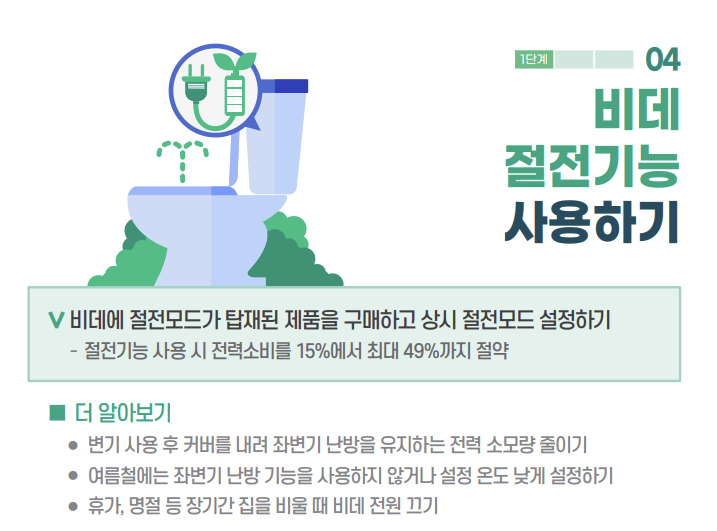 1단계 04
비데
절전기능
사용하기
V 비데에 절전모드가 탑재된 제품을 구매하고 상시 절전모드 설정하기
- 절전기능 사용 시 전력소비를 15%에서 최대 49%까지 절약
■ 더 알아보기
● 변기 사용 후 커버를 내려 좌변기 난방을 유지하는 전력 소모량 줄이기
● 여름철에는 좌변기 난방 기능을 사용하지 않거나 설정 온도 낮게 설정하기
● 휴가, 명절 등 장기간 집을 비울 때 비데 전원 끄기